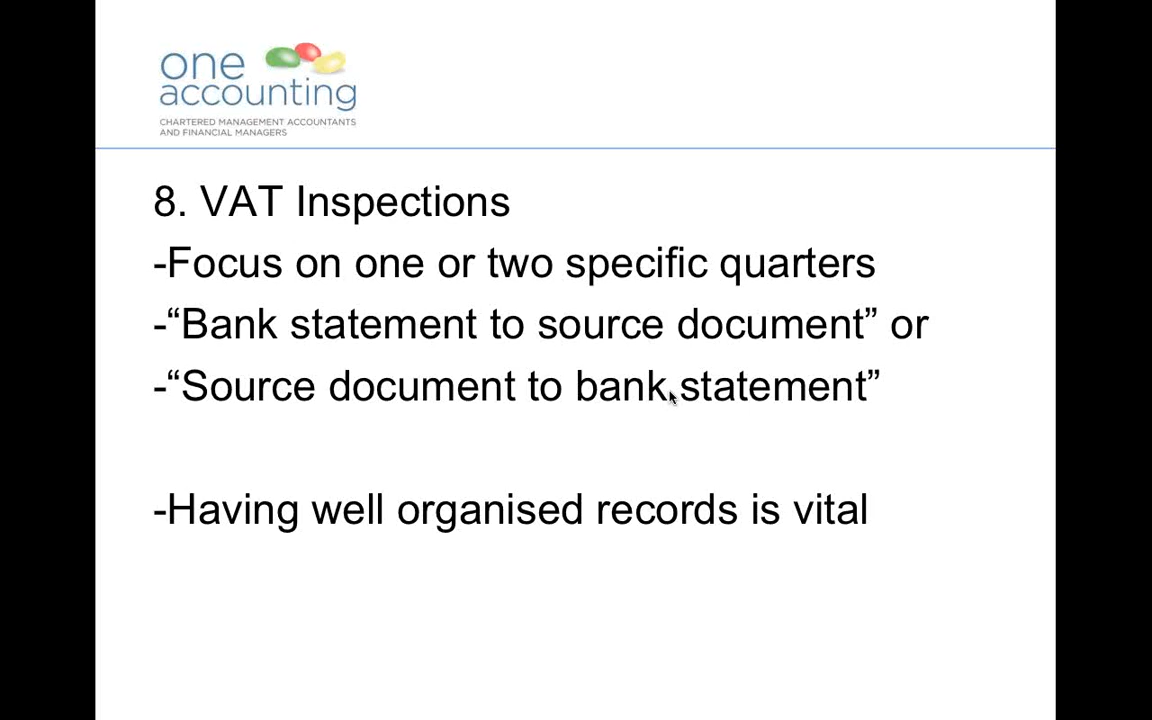 one
accounting
CHARTERED MANAGEMENT ACCOUNTANTS
AND FINANCIAL MANAGERS
8. VAT Inspections
-Focus on one or two specific quarters
-“Bank statement to source document” or
-“Source document to bank statement”
-Having well organised records is vital